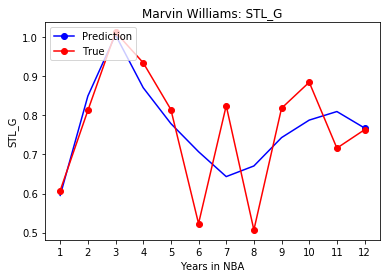 Marvin Williams: STL_G
Prediction
True
STL_G
1.0
0.9
0.8
0.7
0.6
0.5
1 2 3 4 5 6 7 8 9 10 11 12
Years in NBA